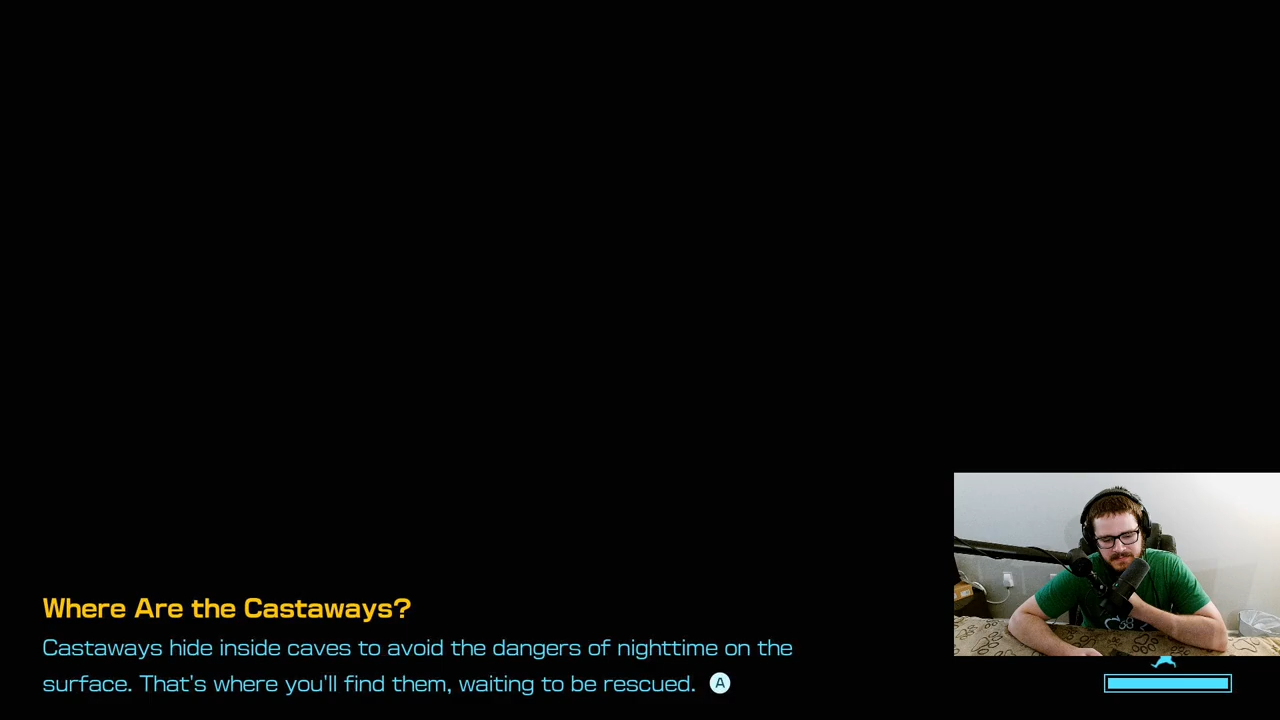 Where Are the Castaways?
Castaways hide inside caves to avoid the dangers of nighttime on the
surface. That's where you'll find them, waiting to be rescued. A